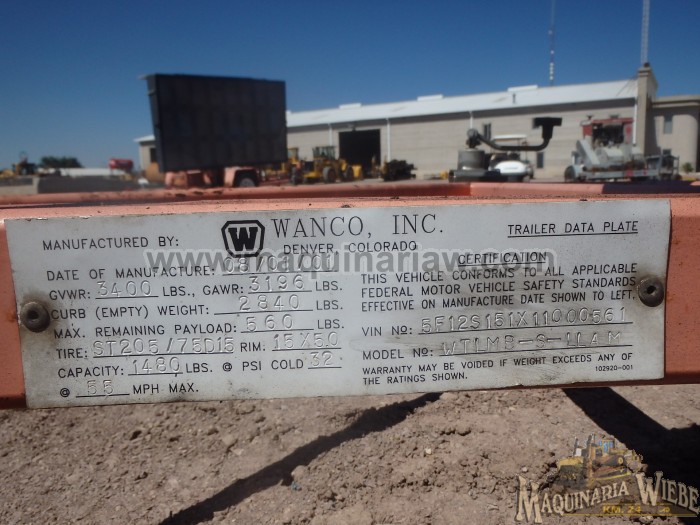 WANCO, INC.
TRAILER DATA PLATE
MANUFACTURED BY:
W
DENVER, COLORADO
DATE OF MANUFACTURE:
GVWR: 3400 LBS., GAWR: 3196 LBS.
CURB (EMPTY) WEIGHT: 2840 LBS.
MAX. REMAINING PAYLOAD: 560 LBS.
TIRE: ST205/75D15 RIM: 15X5.0
CAPACITY: 1480 LBS. @ PSI COLD 32
@ 55 MPH MAX.
CERTIFICATION
THIS VEHICLE CONFORMS TO ALL APPLICABLE
FEDERAL MOTOR VEHICLE SAFETY STANDARDS
EFFECTIVE ON MANUFACTURE DATE SHOWN TO LEFT.
VIN NO: 5F12S151X11000561
MODEL NO: WTLMB-S-
WARRANTY MAY BE VOIDED IF WEIGHT EXCEEDS ANY OF
THE RATINGS SHOWN.
102920-001
www.maquinariaw.com
MAQUINARIA WIEBE
KM. 24